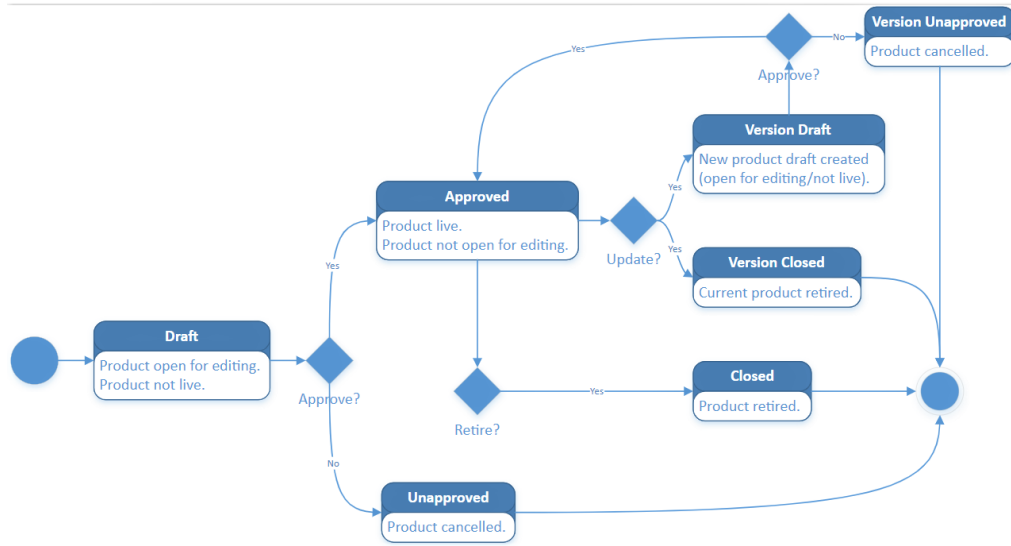 Version Unapproved
Product cancelled.
Yes
No
Approve?
Version Draft
New product draft created
(open for editing/not live).
Approved
Product live.
Product not open for editing.
Yes
Yes
Update?
Version Closed
Current product retired.
Yes
Draft
Product open for editing.
Product not live.
Approve?
Closed
Product retired.
Yes
Retire?
No
Unapproved
Product cancelled.